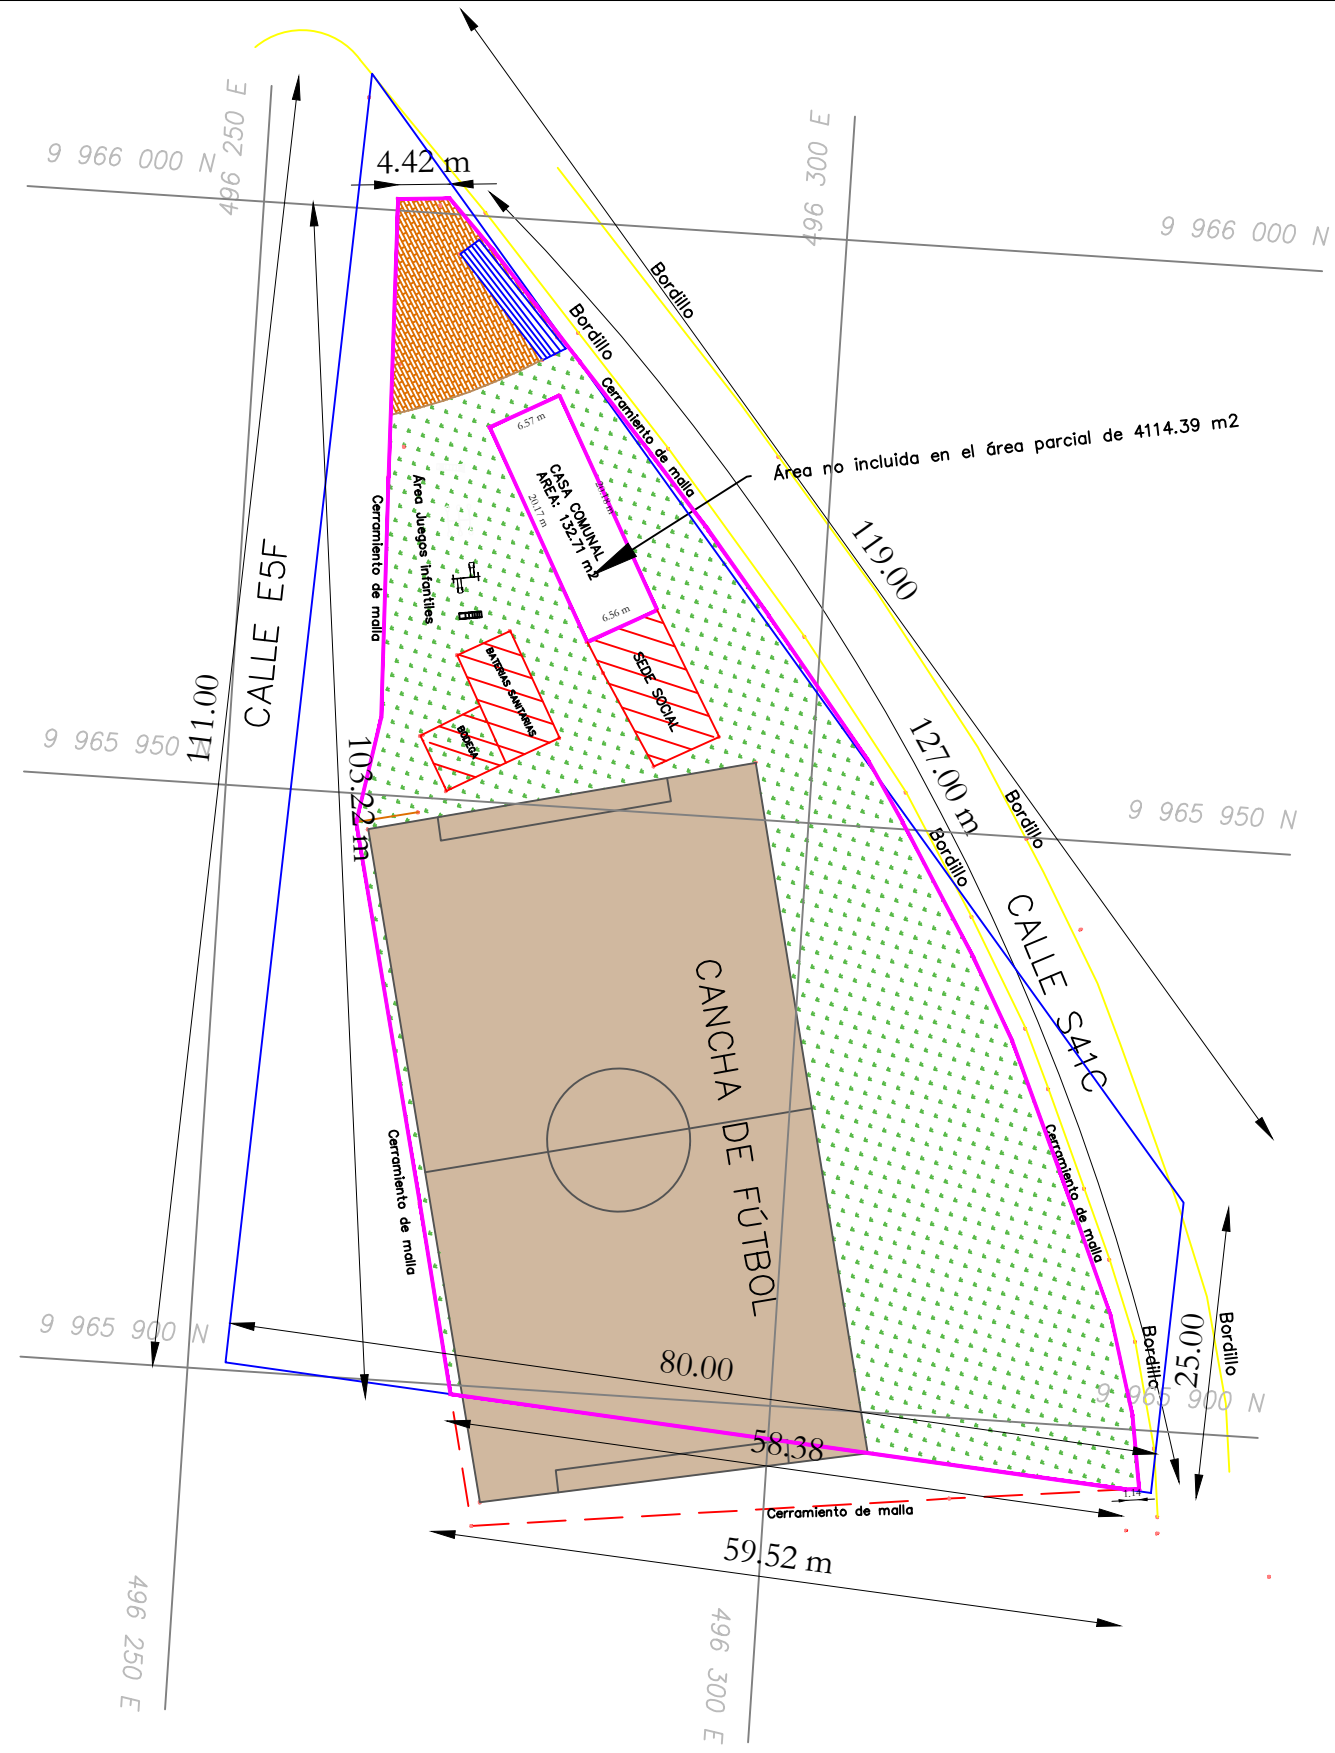 496 250 E
9 966 000 N
4.42 m
496 300 E
9 966 000 N
Bordillo
Bordillo
Cerramiento de malla
Área no incluida en el área parcial de 4114.39 m2
6.57 m
CASA COMUNAL
AREA: 132.71 m2
20.17 m
6.56 m
Cerramiento de malla
Área Juegos Infantiles
119.00
CALLE E5F
111.00
SEDE SOCIAL
BATERIAS SANITARIAS
BODEGA
9 965 950 N
103.22 m
127.00 m
Bordillo
Bordillo
9 965 950 N
CALLE S41C
CANCHA DE FÚTBOL
Cerramiento de malla
Cerramiento de malla
9 965 900 N
80.00
25.00
Bordillo
Bordillo
9 965 900 N
58.38
1.14
Cerramiento de malla
59.52 m
496 250 E
496 300 E